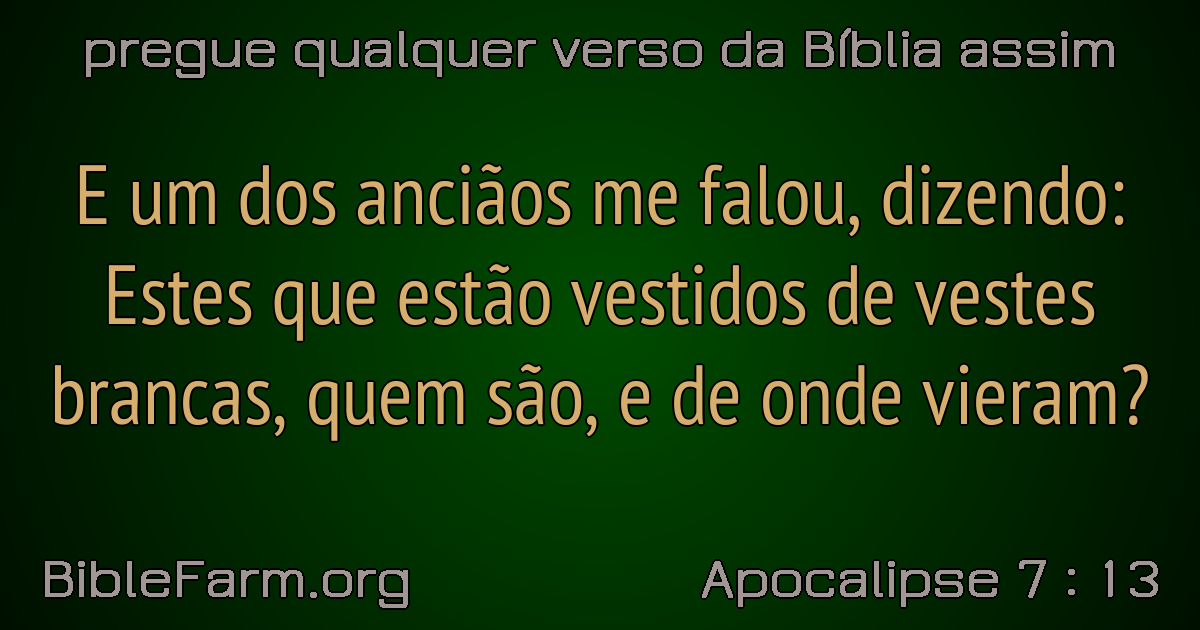 pregue qualquer verso da Bíblia assim
E um dos anciãos me falou, dizendo:
Estes que estão vestidos de vestes
brancas, quem são, e de onde vieram?
BibleFarm.org
Apocalipse 7 : 13